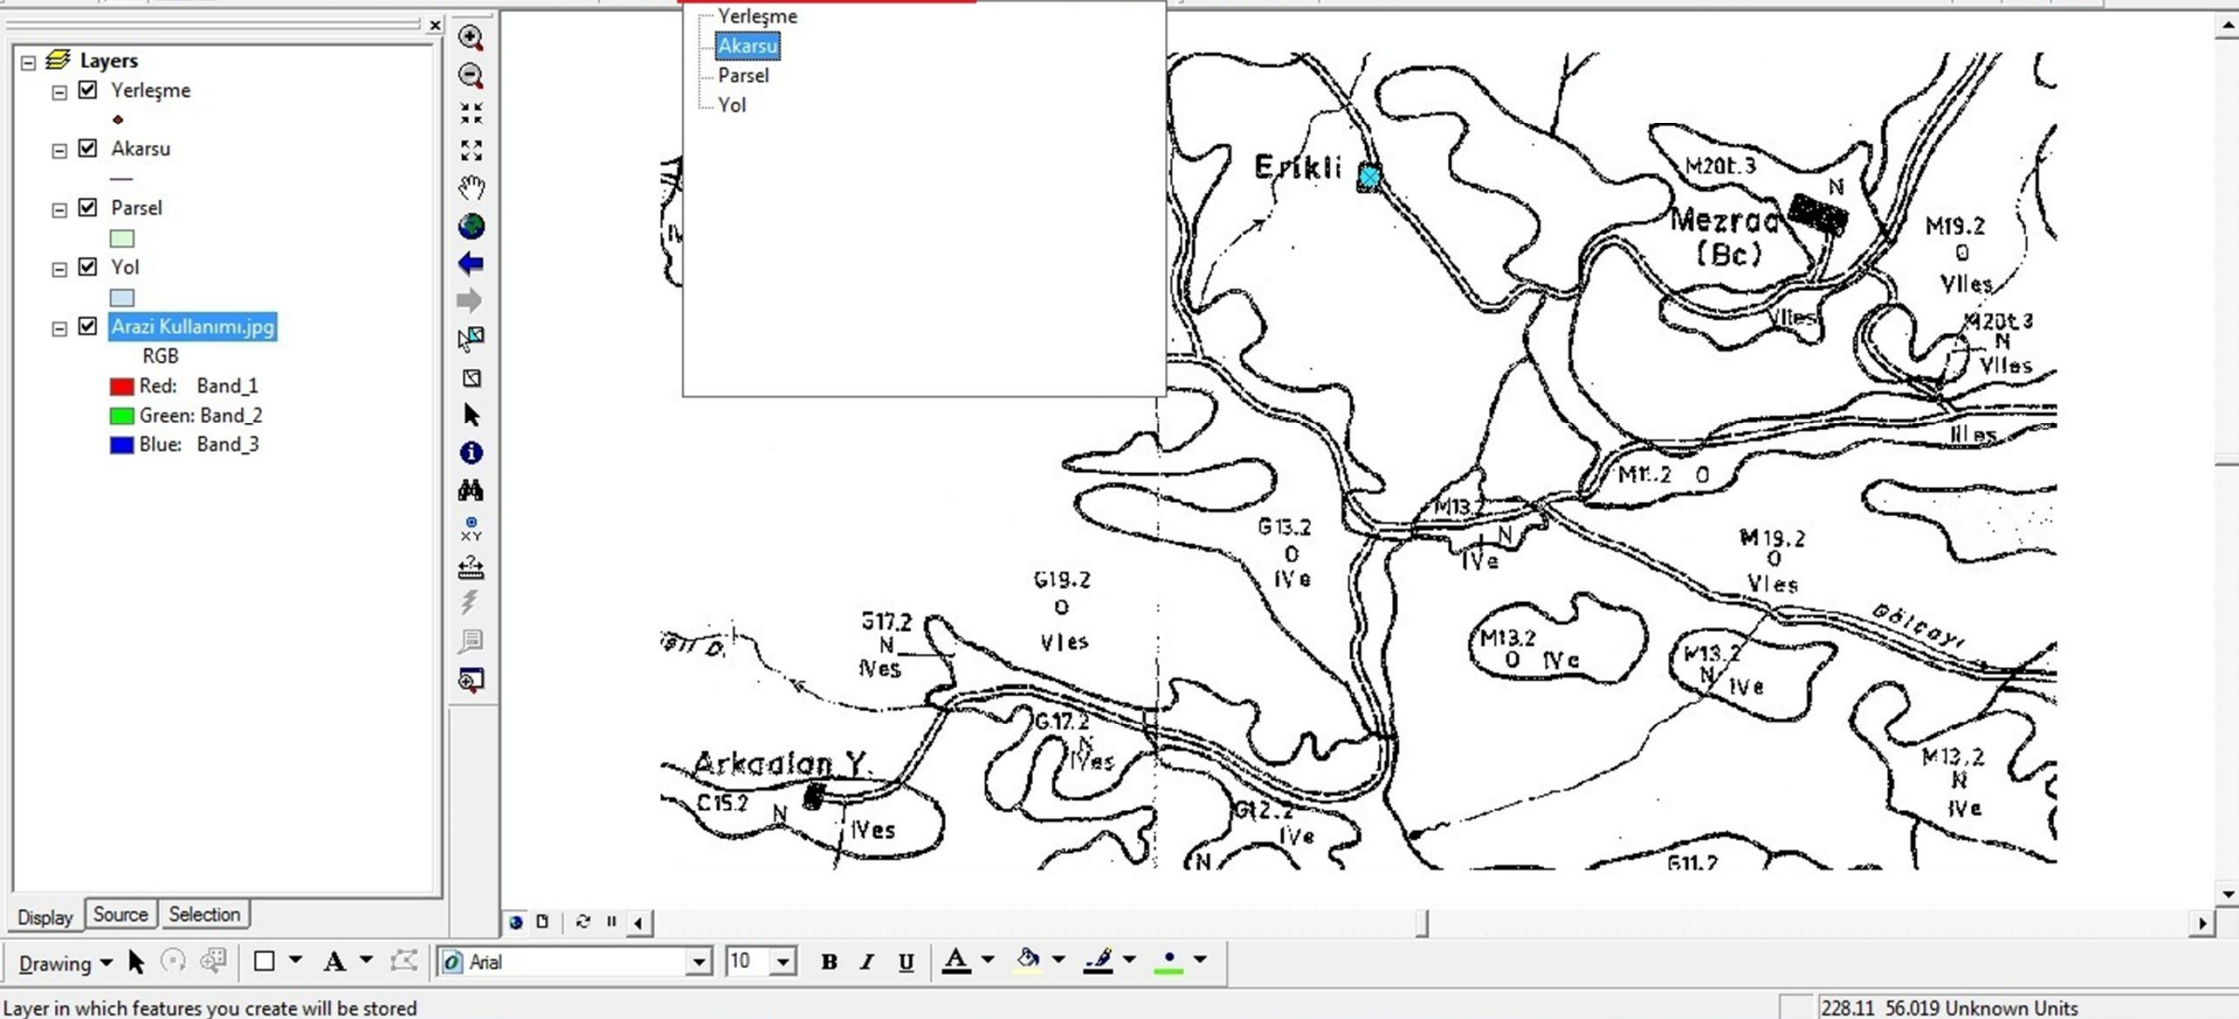 Yerleşme
Akarsu
Parsel
Yol
Layers
Yerleşme
Akarsu
Parsel
Yol
Arazi Kullanımı.jpg
RGB
Red: Band_1
Green: Band_2
Blue: Band_3
XY
Display
Source
Selection
Erikli
M20t.3
N
Mezraa
(Bc)
M19.2
O
VIIes
VIIes
M20t.3
N
VIIes
IIIes
O
M13
N
IVe
G13.2
O
IVe
M19.2
O
VIes
Gölçayı
G19.2
O
VIes
G17.2
N
IVes
M13.2
O IVe
M13.2
N IVe
G17.2
N
IVes
Arkaalan Y.
C15.2
N
IVes
G12.2
IVe
N
M13.2
N
IVe
G11.2
Drawing
A
Arial
10
B I U A
Layer in which features you create will be stored
228.11 56.019 Unknown Units